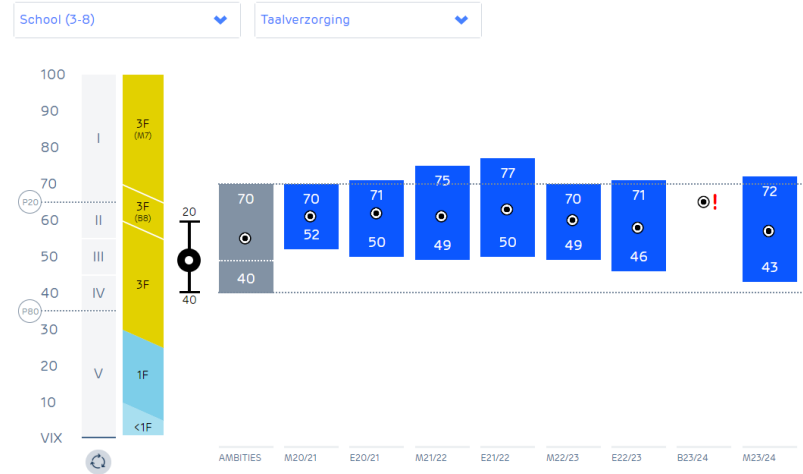 School (3-8)
Taalverzorging
100
90
80
70
60
50
40
30
20
10
VIX
P20
P80
I
II
III
IV
V
3F
(M7)
3F
(B8)
3F
1F
<1F
20
40
70
40
70
52
71
50
75
49
77
50
70
49
71
46
!
72
43
AMBITIES M20/21 E20/21 M21/22 E21/22 M22/23 E22/23 B23/24 M23/24